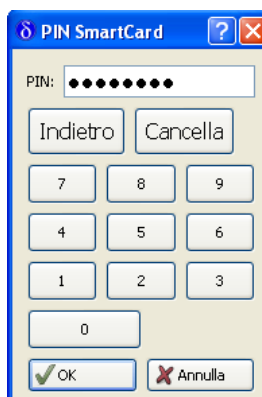 δ PIN SmartCard ?
PIN: ●●●●●●●●
Indietro Cancella
7 8 9
4 5 6
1 2 3
0
OK Annulla